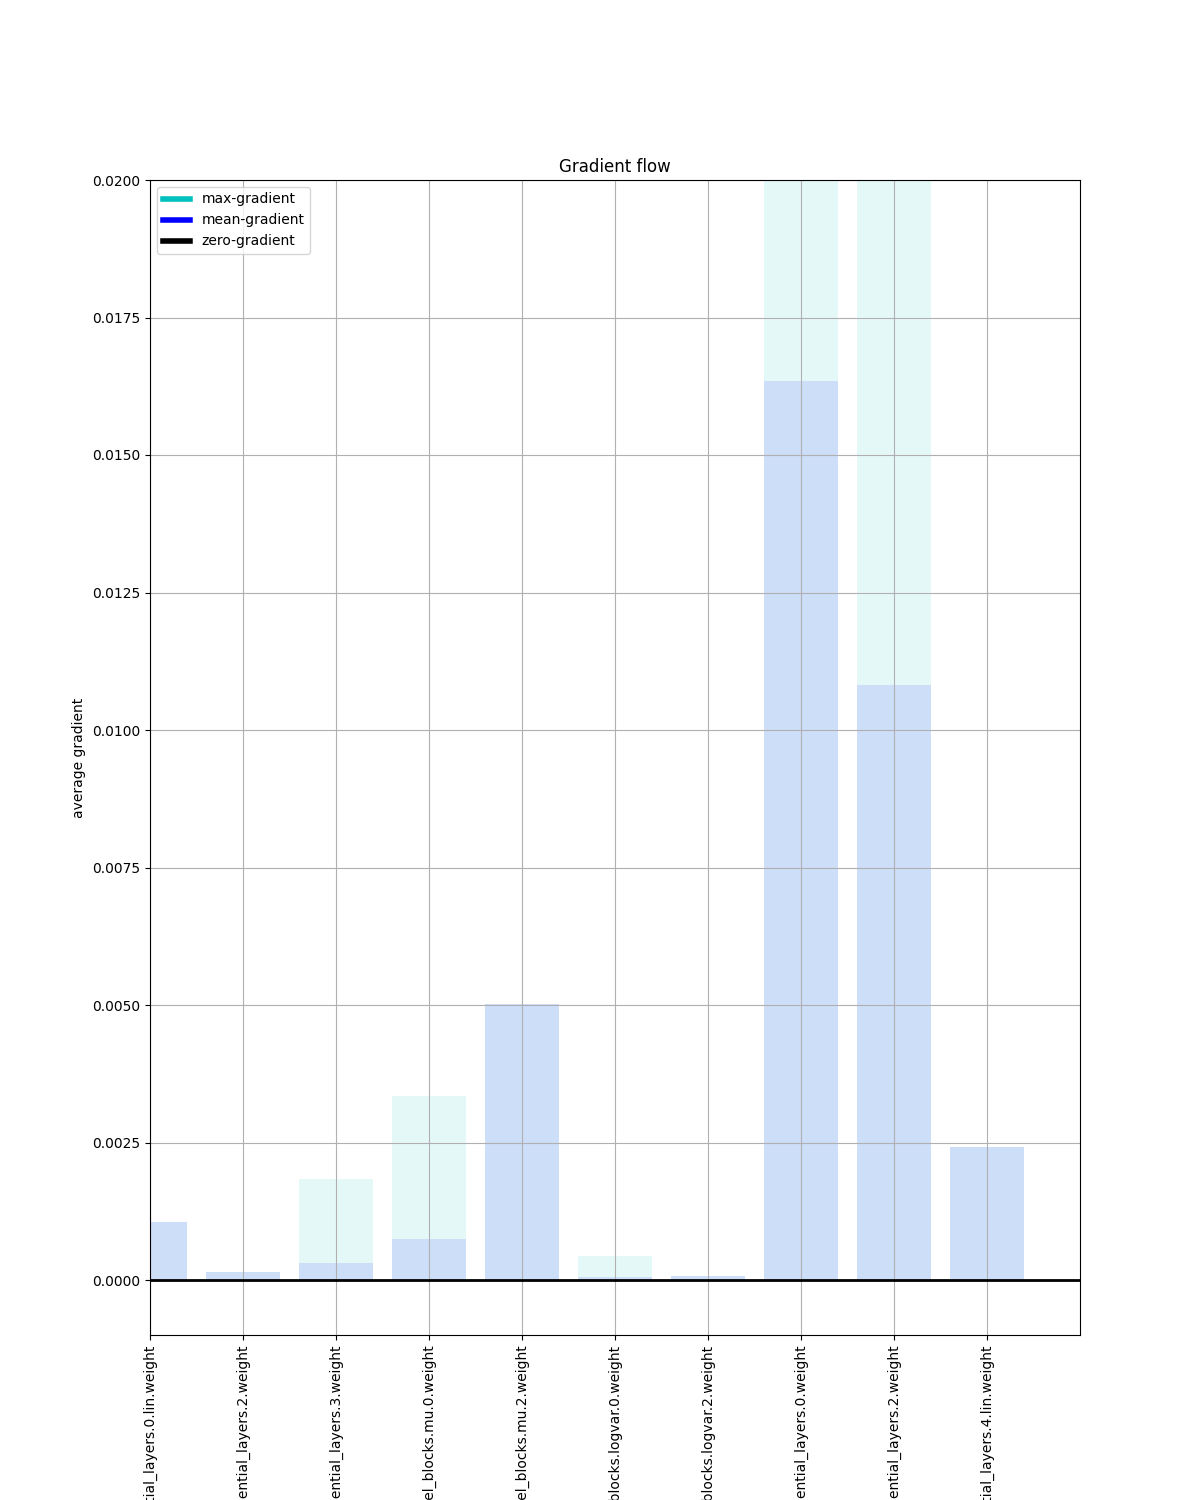 Gradient flow
max-gradient
mean-gradient
zero-gradient
0.0200
0.0175
0.0150
0.0125
0.0100
0.0075
0.0050
0.0025
0.0000
average gradient
tial_layers.0.lin.weight
ential_layers.2.weight
ential_layers.3.weight
el_blocks.mu.0.weight
el_blocks.mu.2.weight
blocks.logvar.0.weight
blocks.logvar.2.weight
ential_layers.0.weight
ential_layers.2.weight
tial_layers.4.lin.weight